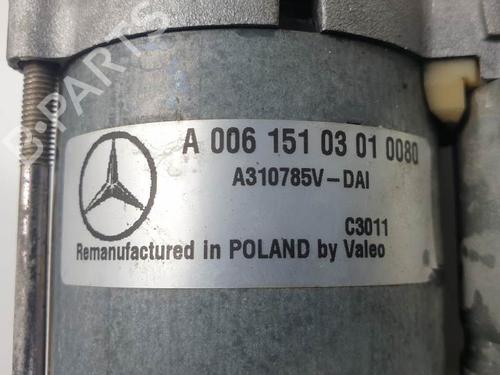 B-PARTS
A 006 151 03 01 0080
A310785V-DAI
C3011
Remanufactured in POLAND by Valeo